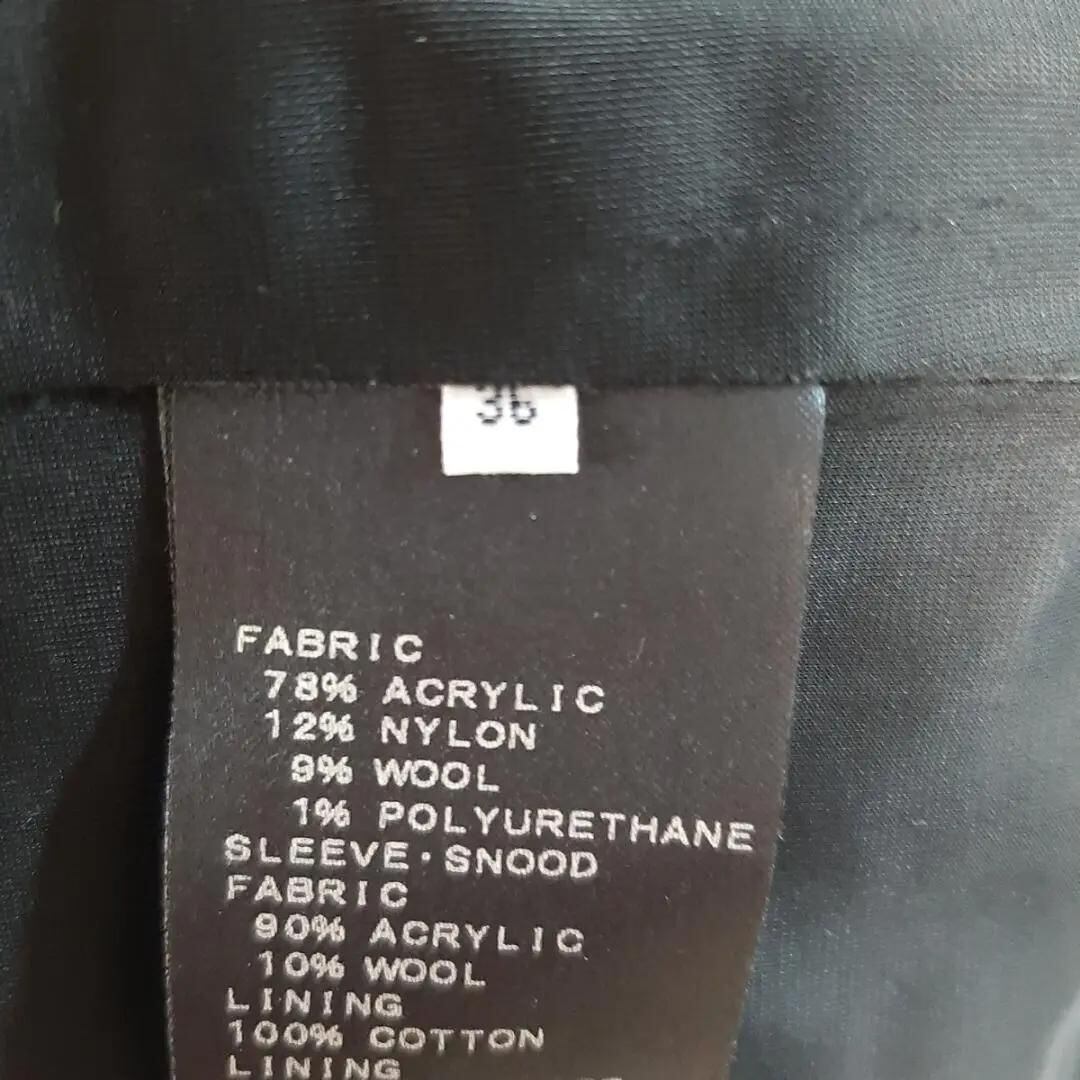 36
FABRIC
78% ACRYLIC
12% NYLON
9% WOOL
1% POLYURETHANE
SLEEVE・SNOOD
FABRIC
90% ACRYLIC
10% WOOL
LINING
100% COTTON
LINING